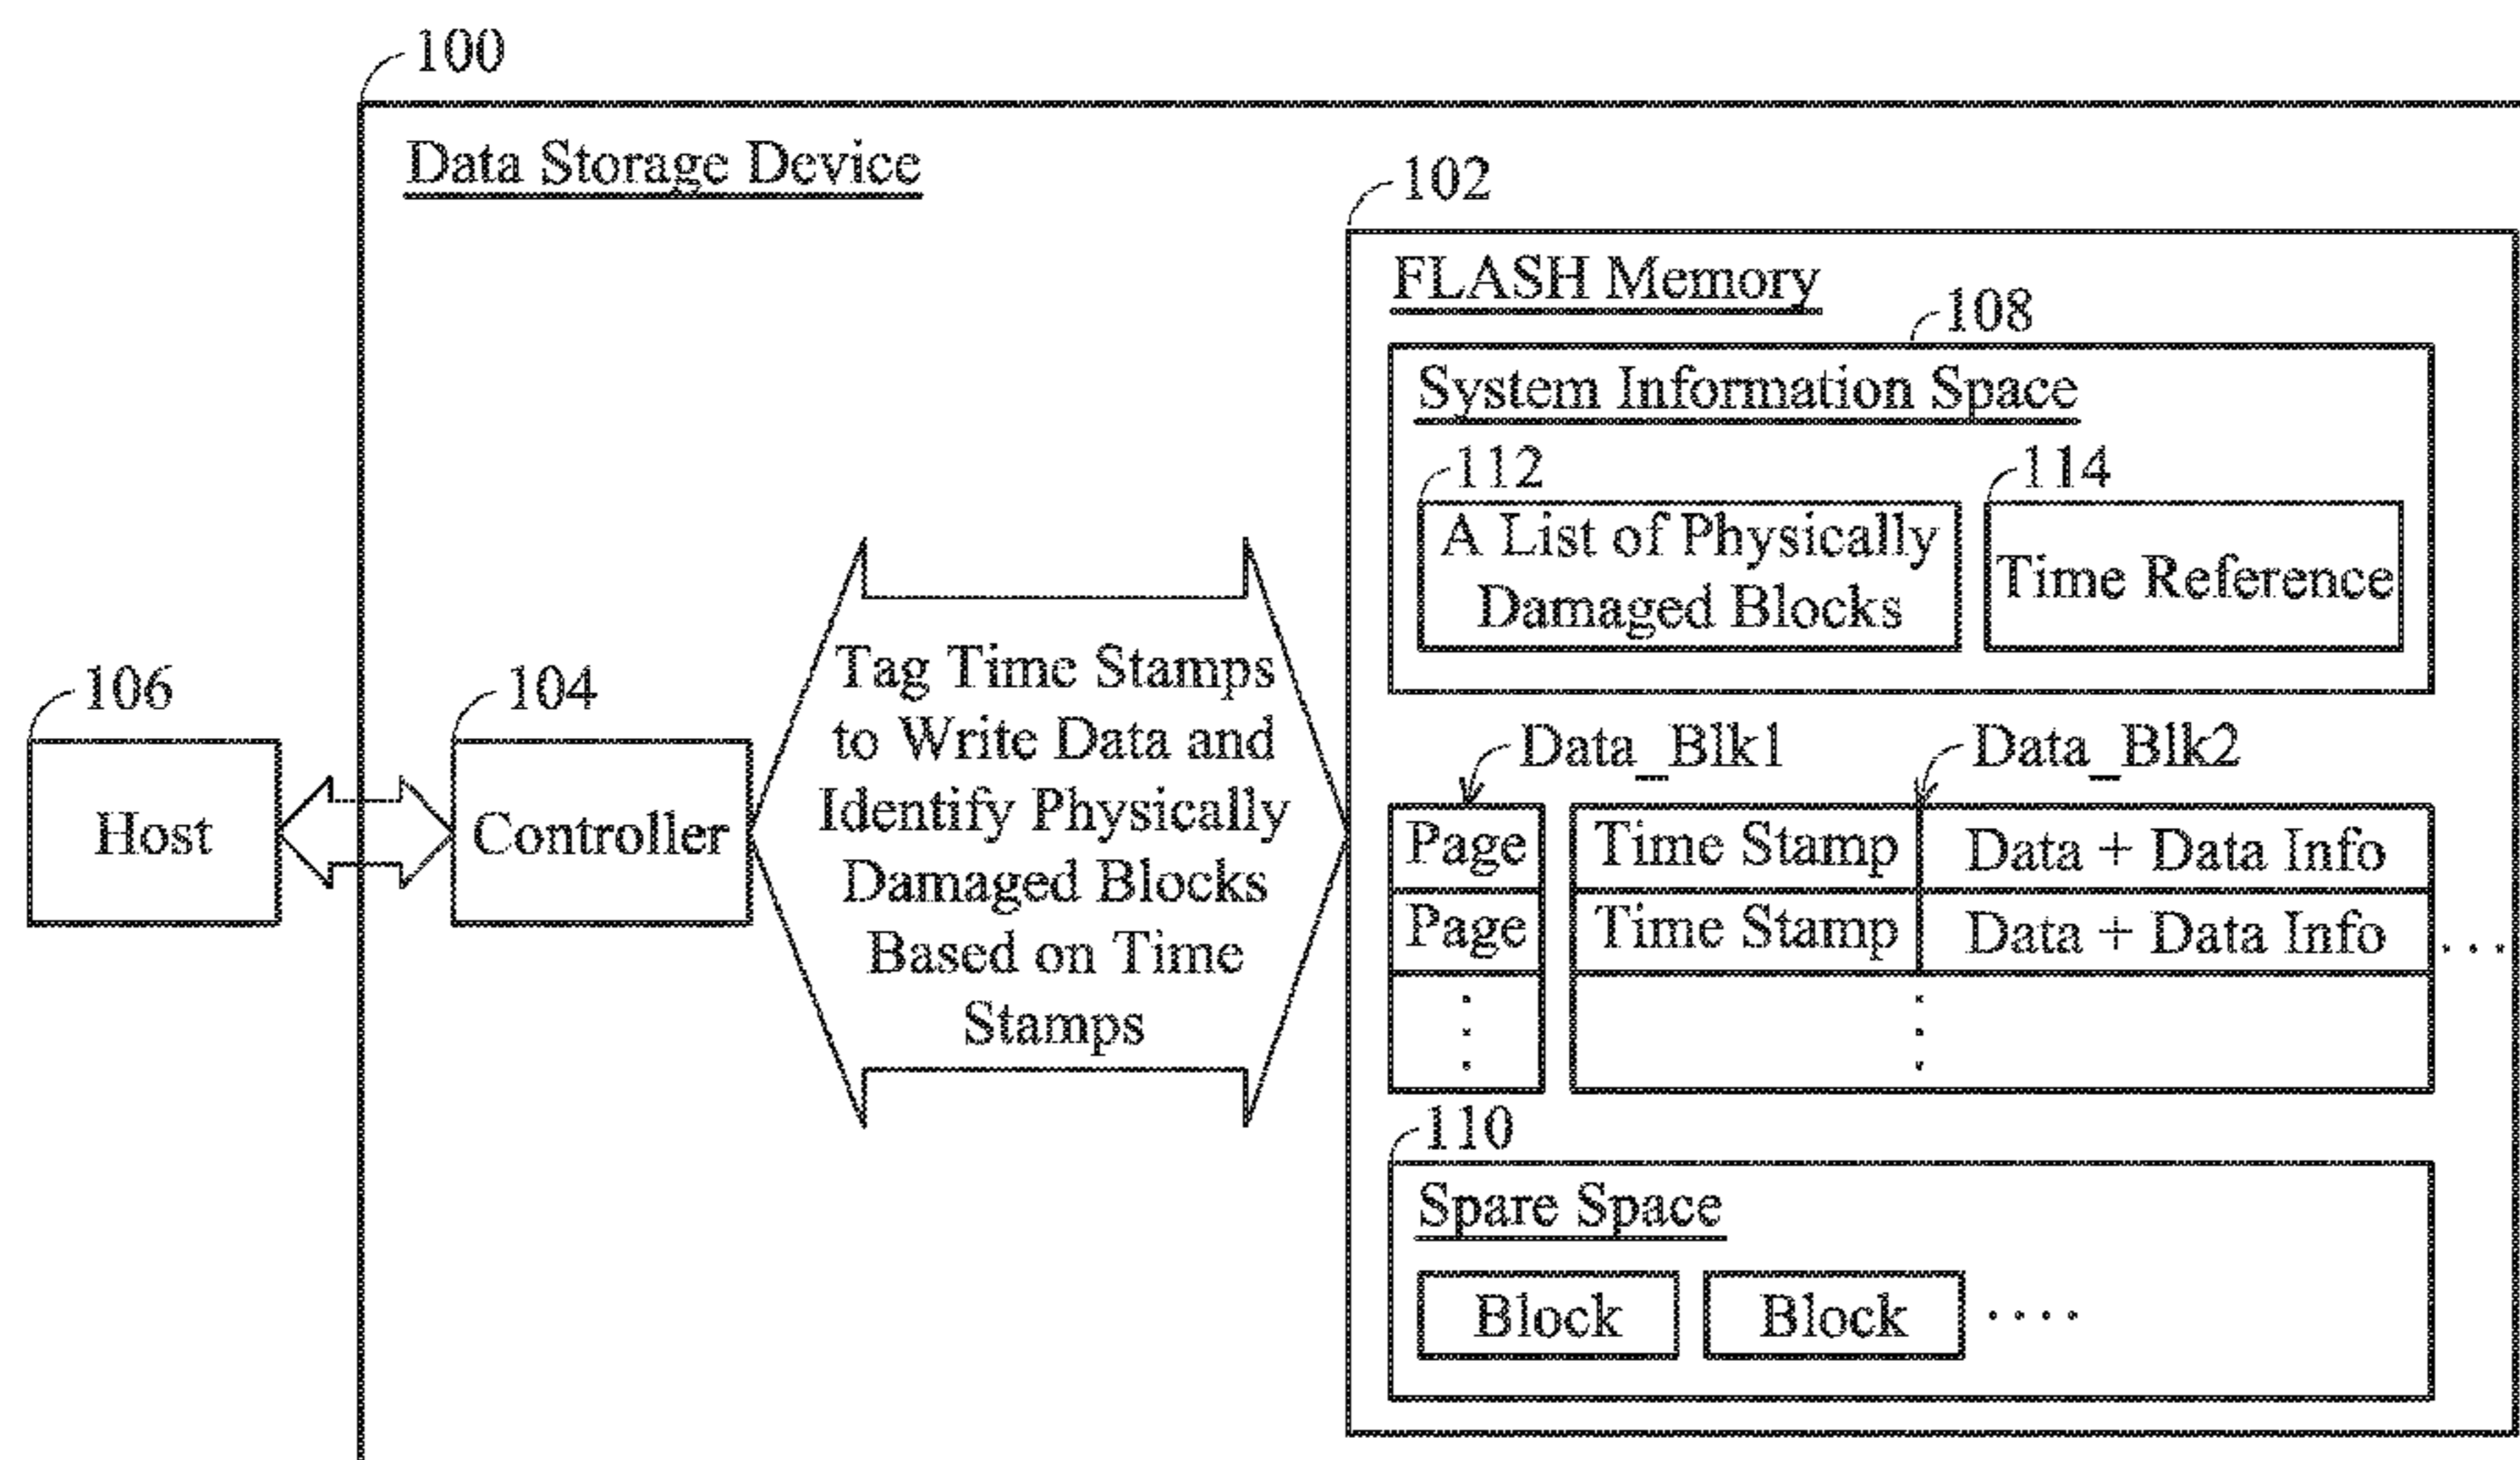 100
Data Storage Device
102
FLASH Memory
108
System Information Space
112
114
A List of Physically
Damaged Blocks
Time Reference
Tag Time Stamps
to Write Data and
Identify Physically
Damaged Blocks
Based on Time
Stamps
106
Host
104
Controller
Data_Blk1
Data_Blk2
Page
Time Stamp
Data + Data Info
Page
Time Stamp
Data + Data Info
. . .
110
Spare Space
Block
Block
. . . .